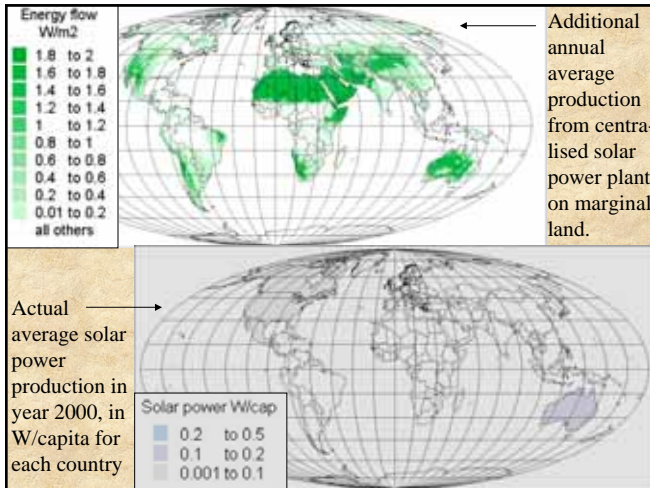 Energy flow
W/m2
1.8 to 2
1.6 to 1.8
1.4 to 1.6
1.2 to 1.4
1 to 1.2
0.8 to 1
0.6 to 0.8
0.4 to 0.6
0.2 to 0.4
0.01 to 0.2
all others
Additional
annual
average
production
from centra-
lised solar
power plant
on marginal
land.
Actual
average solar
power
production in
year 2000, in
W/capita for
each country
Solar power W/cap
0.2 to 0.5
0.1 to 0.2
0.001 to 0.1